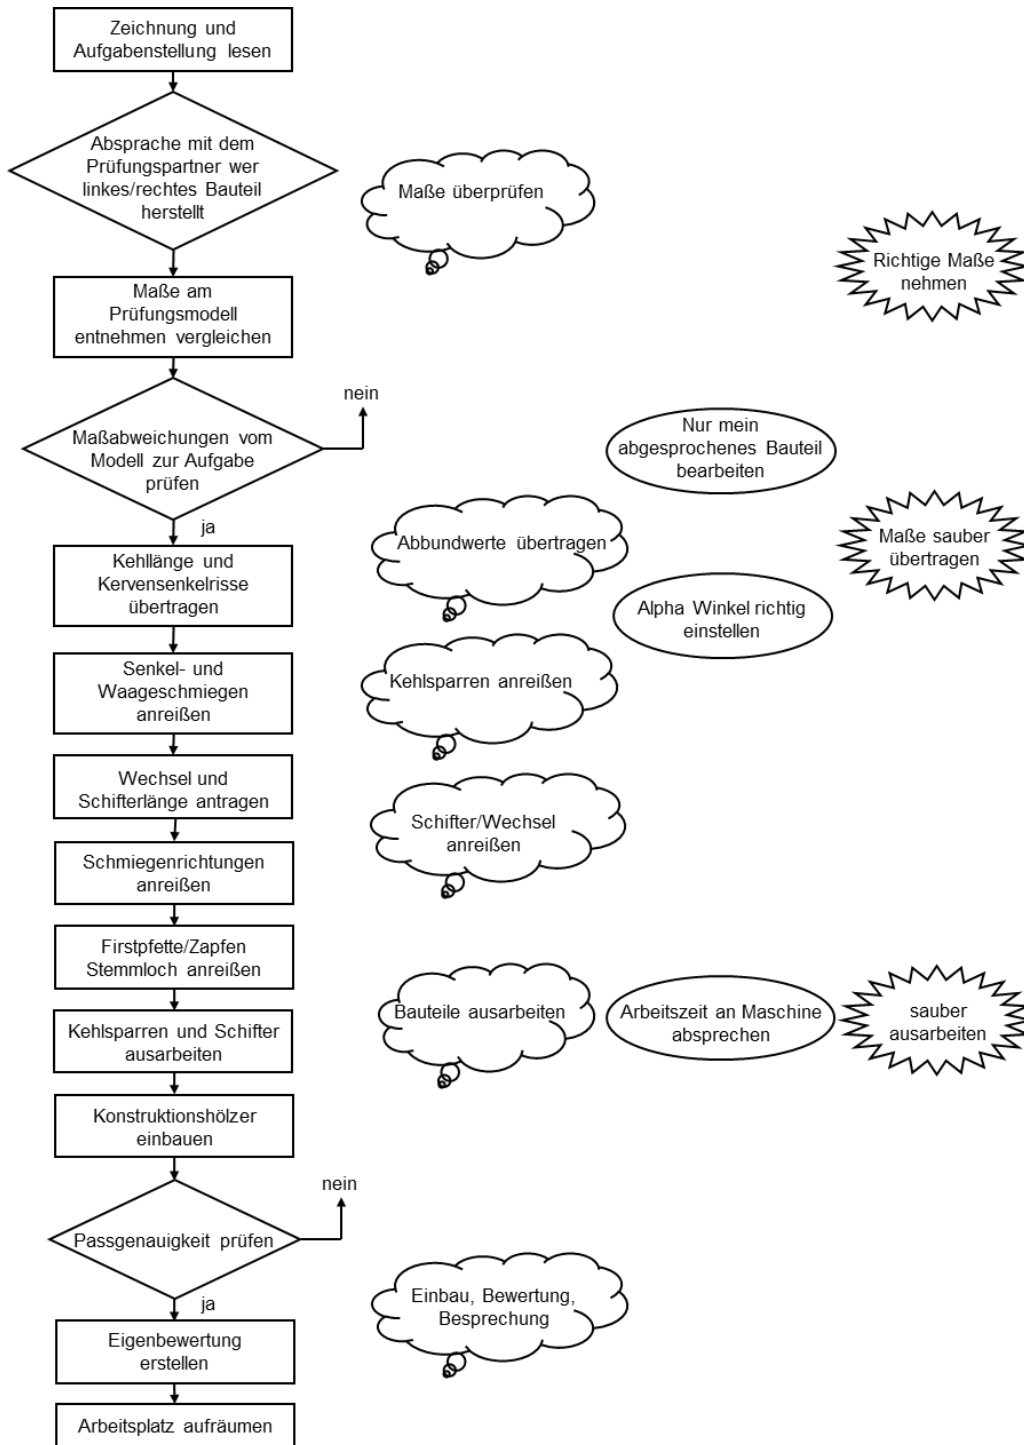 Zeichnung und
Aufgabenstellung lesen
Absprache mit dem
Prüfungspartner wer
linkes/rechtes Bauteil
herstellt
Maße überprüfen
Richtige Maße
nehmen
Maße am
Prüfungsmodell
entnehmen vergleichen
nein
Maßabweichungen vom
Modell zur Aufgabe
prüfen
ja
Nur mein
abgesprochenes Bauteil
bearbeiten
Abbundwerte übertragen
Maße sauber
übertragen
Kehllänge und
Kervensenkelrisse
übertragen
Alpha Winkel richtig
einstellen
Senkel- und
Waageschmiegen
anreißen
Kehlsparren anreißen
Wechsel und
Schifterlänge antragen
Schifter/Wechsel
anreißen
Schmiegenrichtungen
anreißen
Firstpfette/Zapfen
Stemmloch anreißen
Bauteile ausarbeiten
Arbeitszeit an Maschine
absprechen
sauber
ausarbeiten
Kehlsparren und Schifter
ausarbeiten
Konstruktionshölzer
einbauen
nein
Passgenauigkeit prüfen
ja
Einbau, Bewertung,
Besprechung
Eigenbewertung
erstellen
Arbeitsplatz aufräumen